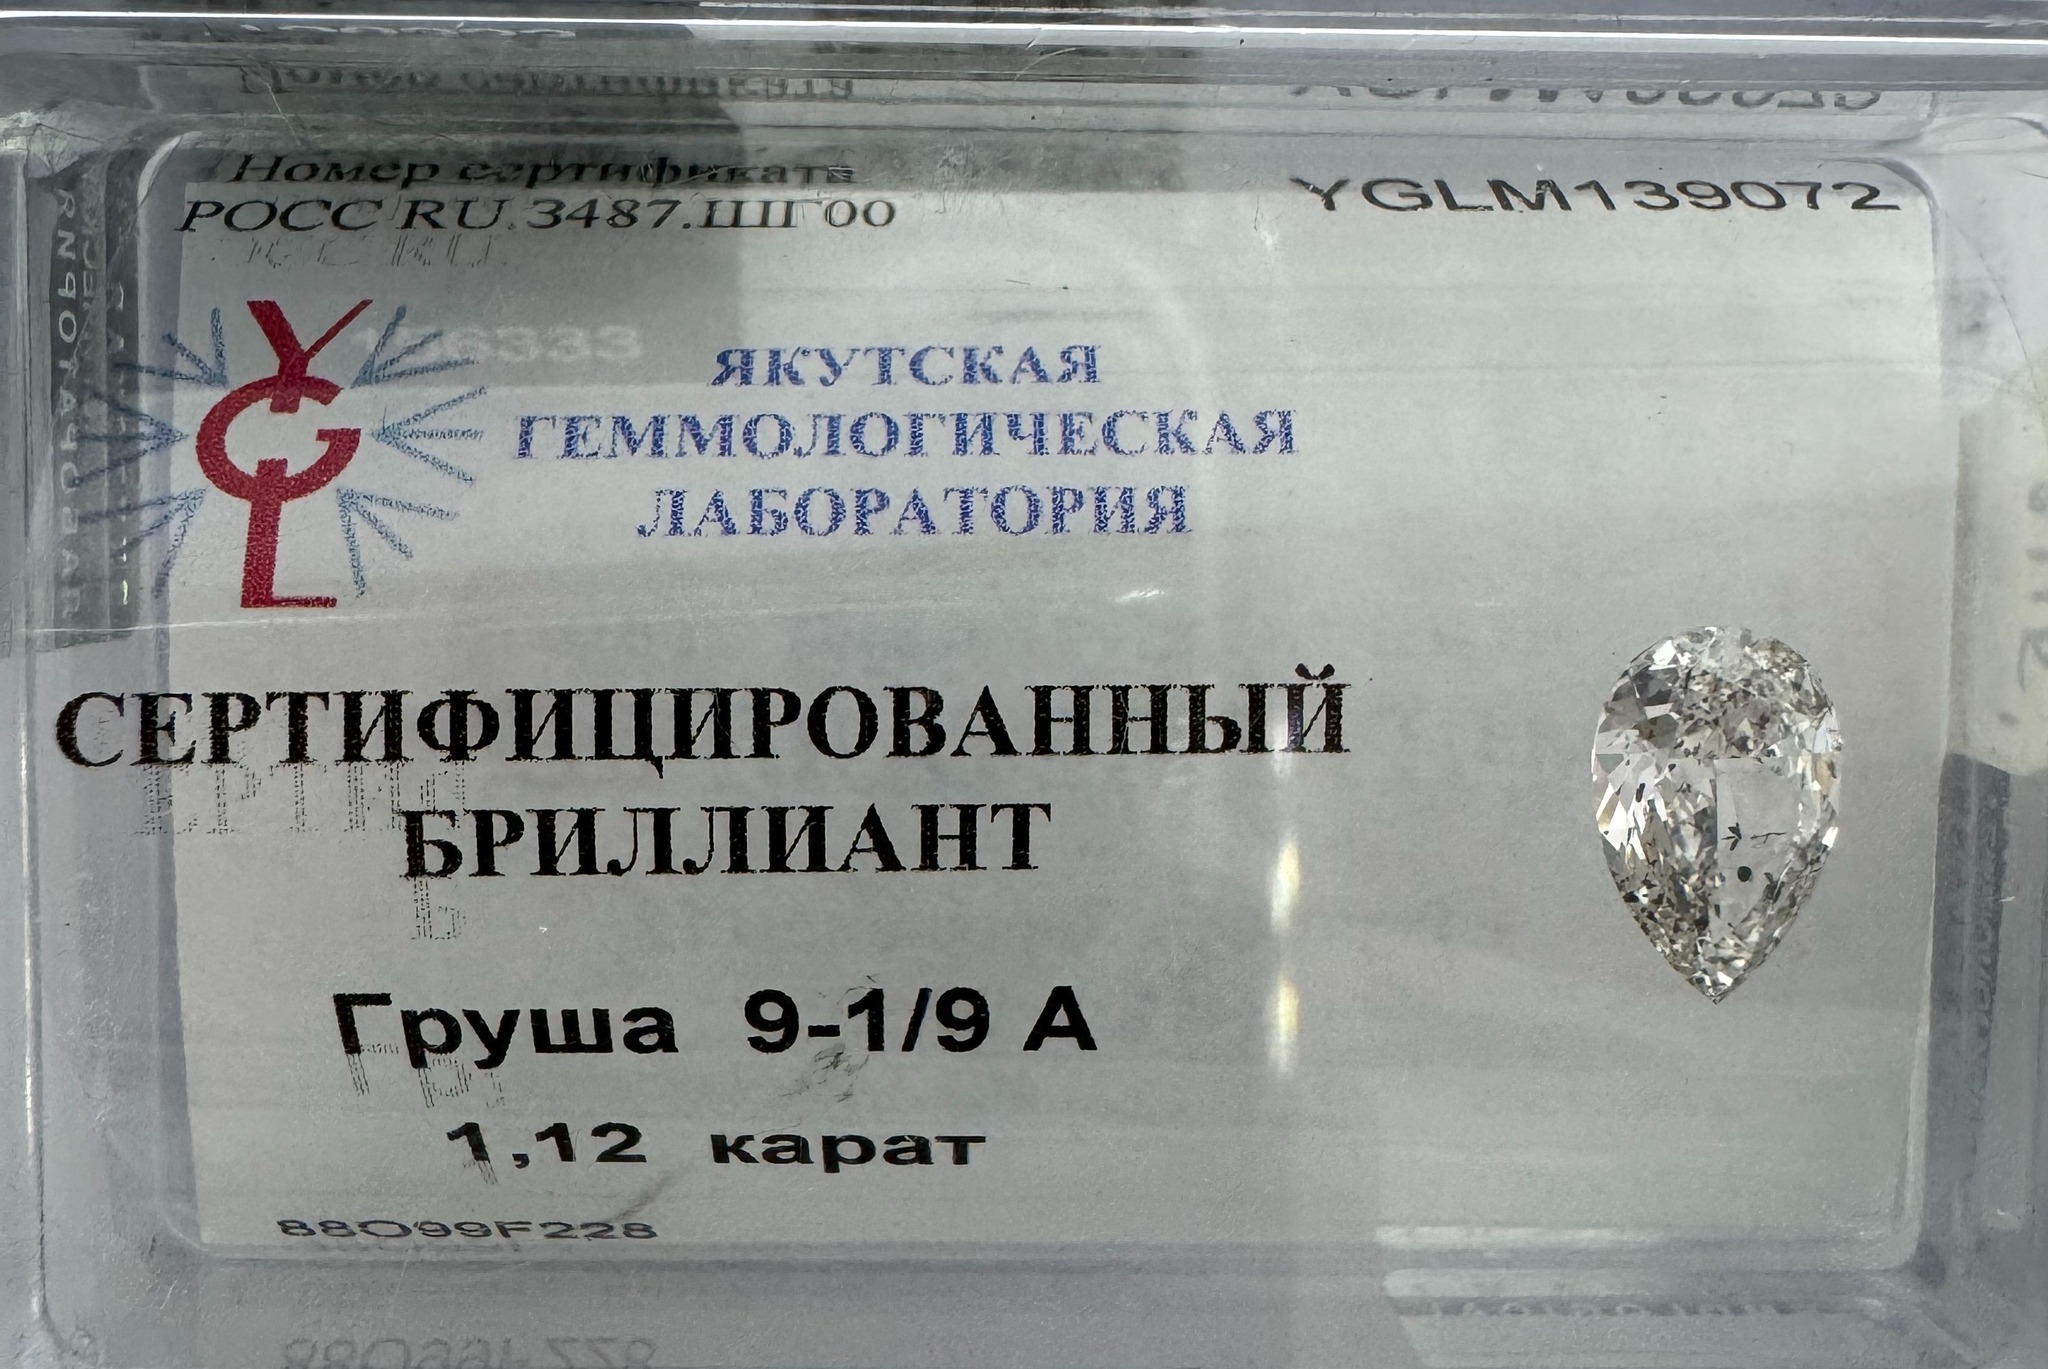 Номер сертификата
РОСС RU.3487.ШГ00
YGLM139072
YGL
ЯКУТСКАЯ
ГЕММОЛОГИЧЕСКАЯ
ЛАБОРАТОРИЯ
СЕРТИФИЦИРОВАННЫЙ
БРИЛЛИАНТ
Груша 9-1/9 А
1,12 карат
88O99F228